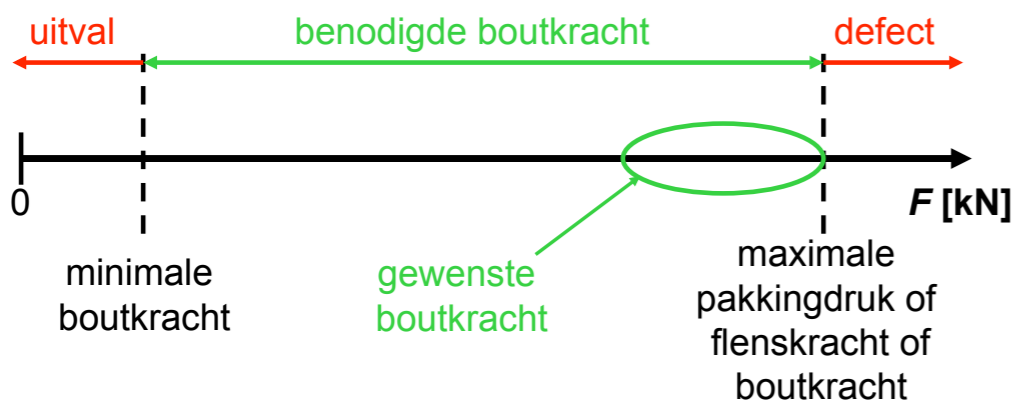 uitval
benodigde boutkracht
defect
0
F [kN]
minimale
boutkracht
gewenste
boutkracht
maximale
pakkingdruk of
flenskracht of
boutkracht